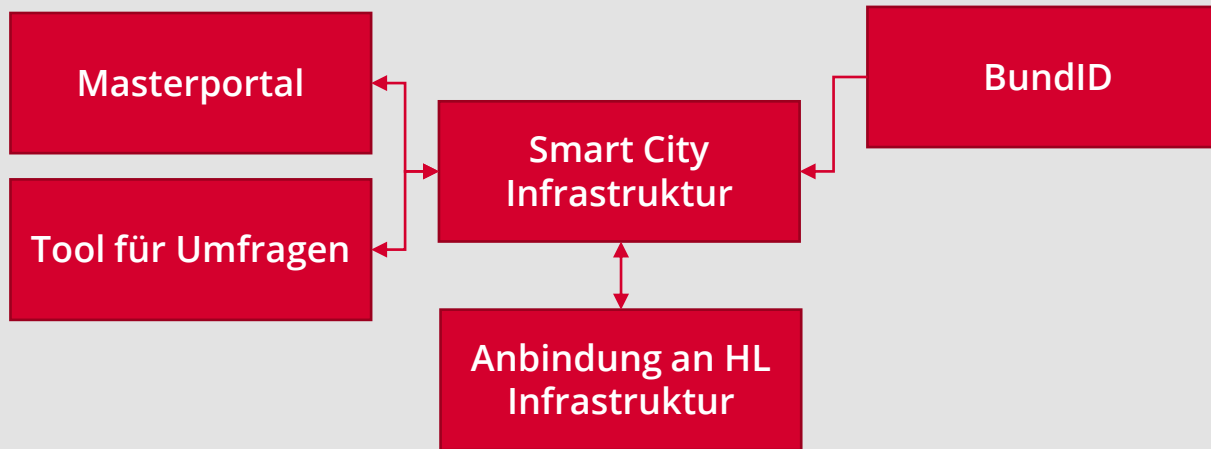 Masterportal
BundID
Smart City
Infrastruktur
Tool für Umfragen
Anbindung an HL
Infrastruktur